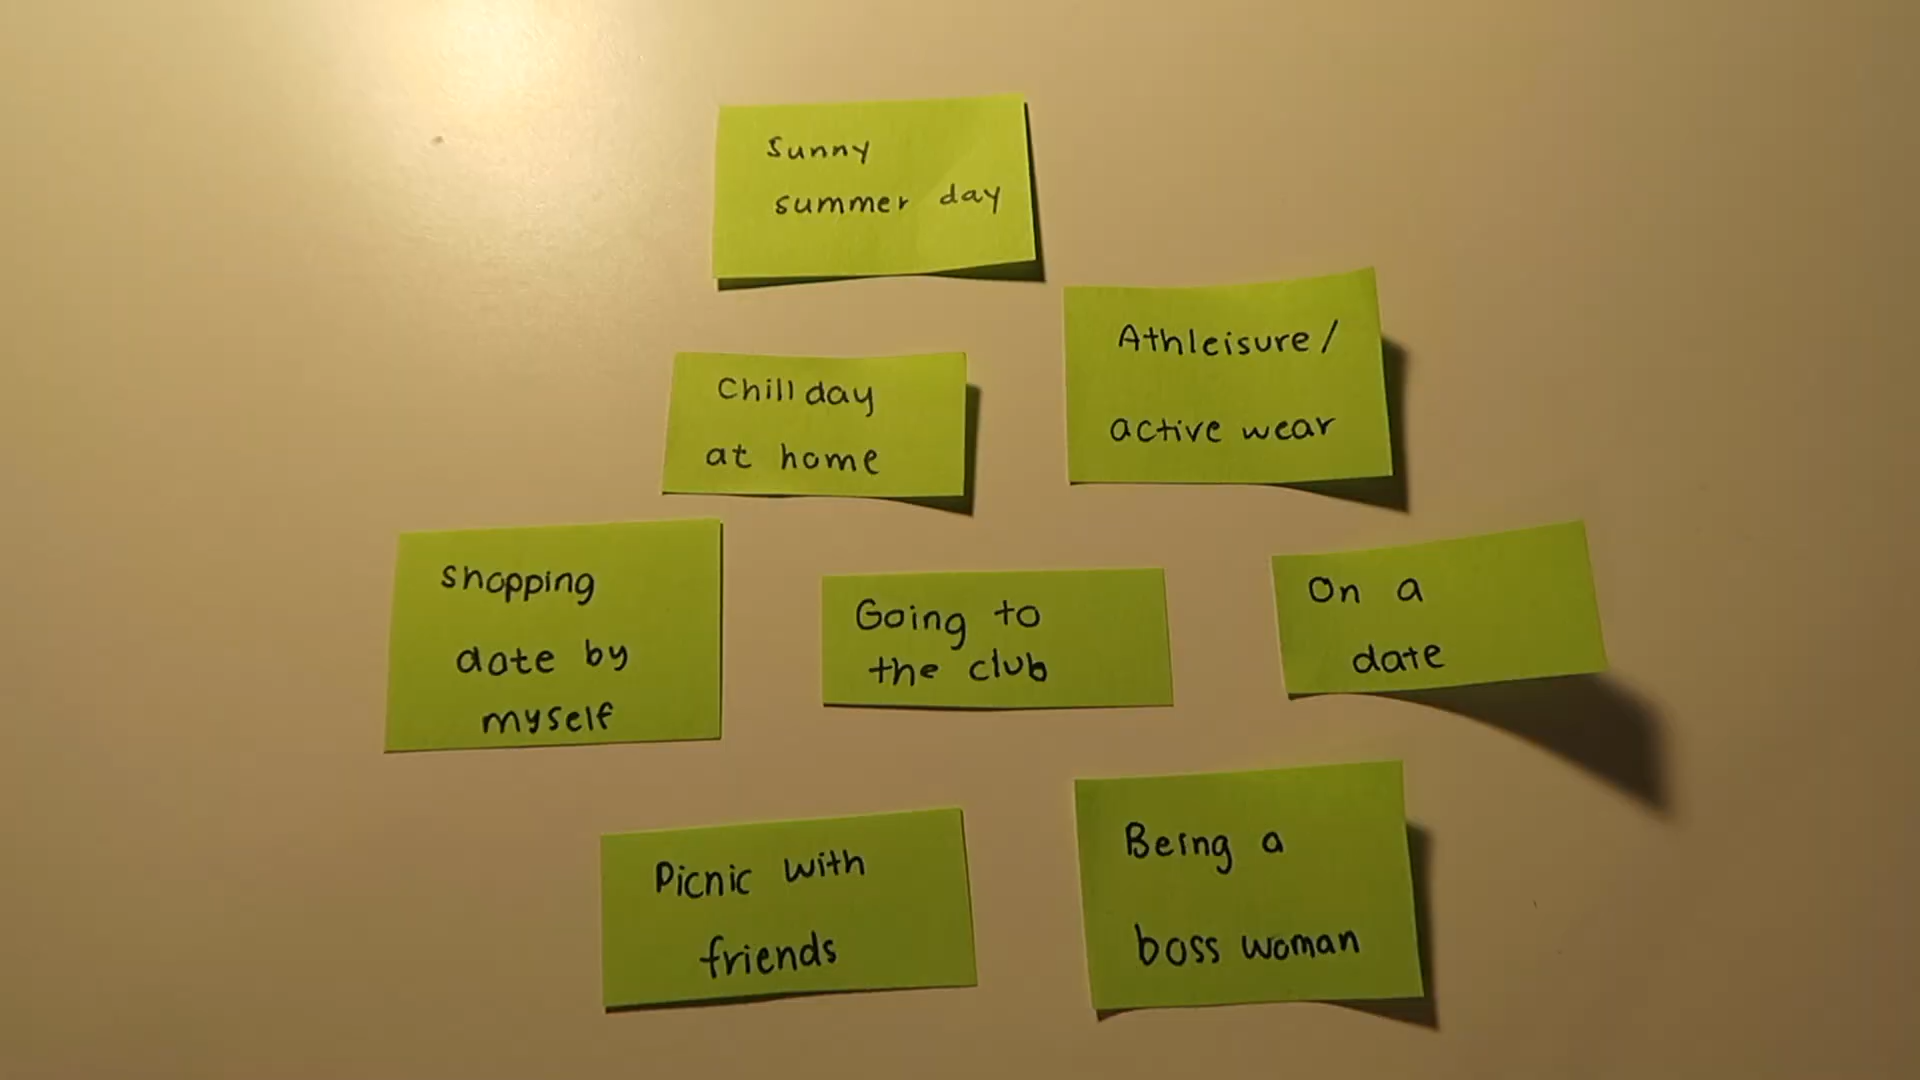 Sunny
summer day
Chill day
at home
Athleisure/
active wear
shopping
date by
myself
Going to
the club
On a
date
Picnic with
friends
Being a
boss woman